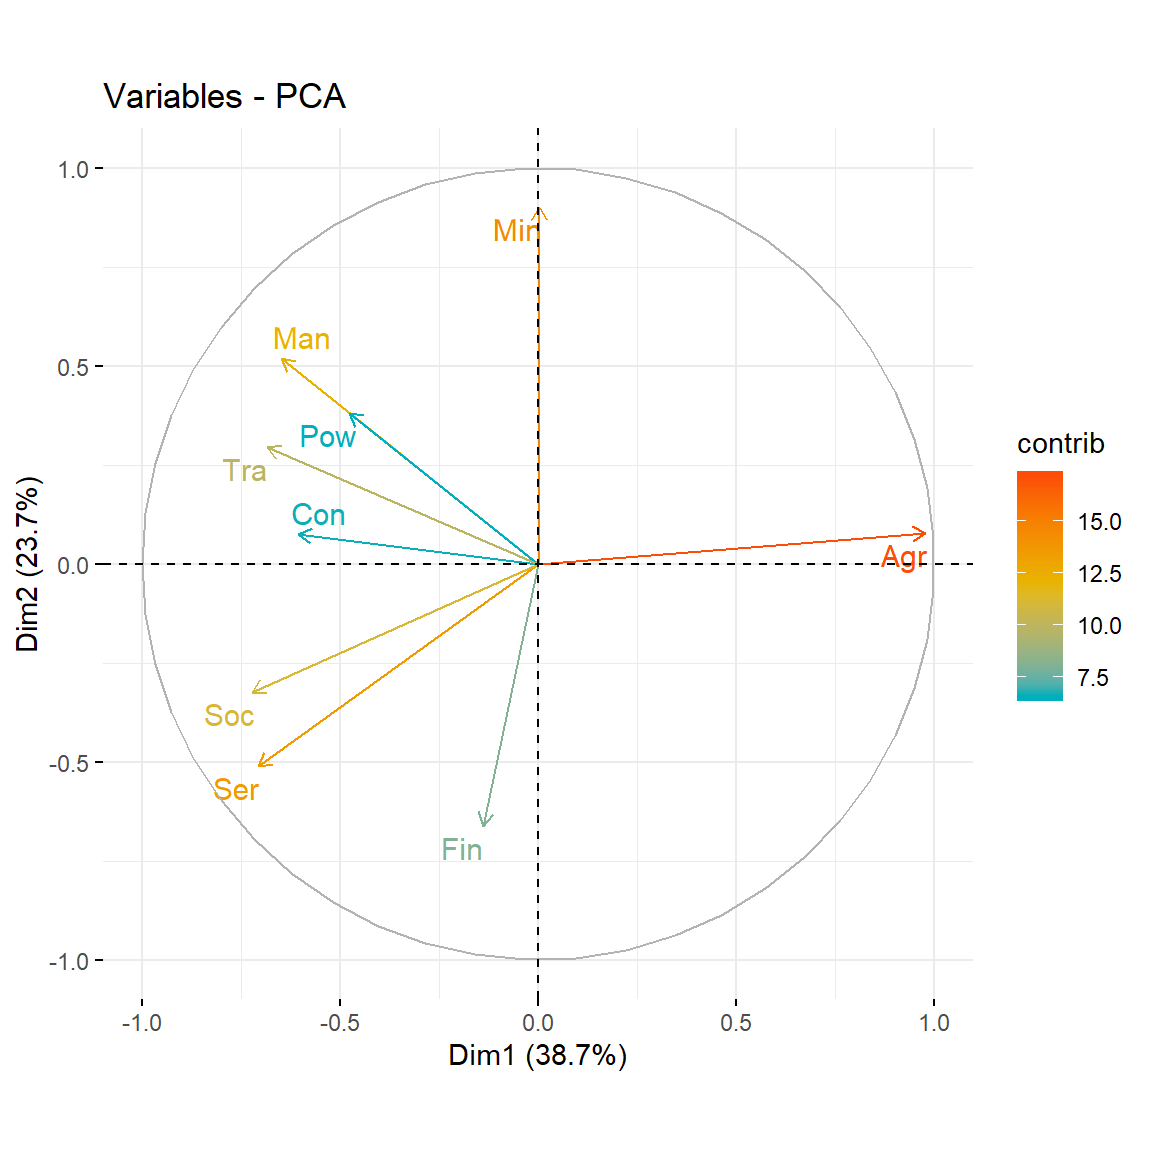 Variables - PCA
1.0
0.5
0.0
-0.5
-1.0
Dim2 (23.7%)
Min
Man
Pow
Tra
Con
Agr
Soc
Ser
Fin
-1.0
-0.5
0.0
0.5
1.0
Dim1 (38.7%)
contrib
15.0
12.5
10.0
7.5